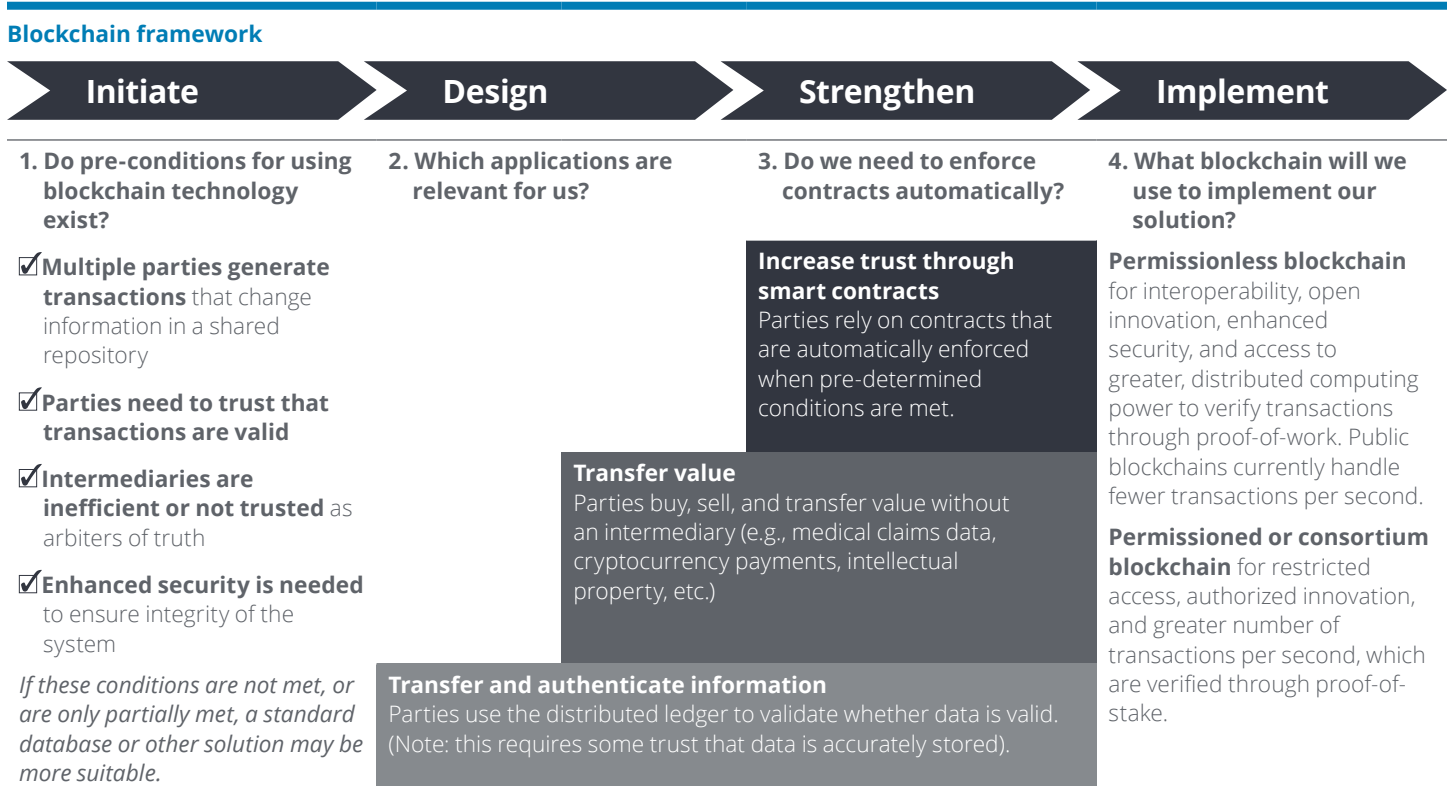 Blockchain framework
Initiate
Design
Strengthen
Implement
1. Do pre-conditions for using
blockchain technology
exist?
Multiple parties generate
transactions that change
information in a shared
repository
Parties need to trust that
transactions are valid
Intermediaries are
inefficient or not trusted as
arbiters of truth
Enhanced security is needed
to ensure integrity of the
system
If these conditions are not met, or
are only partially met, a standard
database or other solution may be
more suitable.
2. Which applications are
relevant for us?
3. Do we need to enforce
contracts automatically?
Increase trust through
smart contracts
Parties rely on contracts that
are automatically enforced
when pre-determined
conditions are met.
Transfer value
Parties buy, sell, and transfer value without
an intermediary (e.g., medical claims data,
cryptocurrency payments, intellectual
property, etc.)
Transfer and authenticate information
Parties use the distributed ledger to validate whether data is valid.
(Note: this requires some trust that data is accurately stored).
4. What blockchain will we
use to implement our
solution?
Permissionless blockchain
for interoperability, open
innovation, enhanced
security, and access to
greater, distributed computing
power to verify transactions
through proof-of-work. Public
blockchains currently handle
fewer transactions per second.
Permissioned or consortium
blockchain for restricted
access, authorized innovation,
and greater number of
transactions per second, which
are verified through proof-of-
stake.